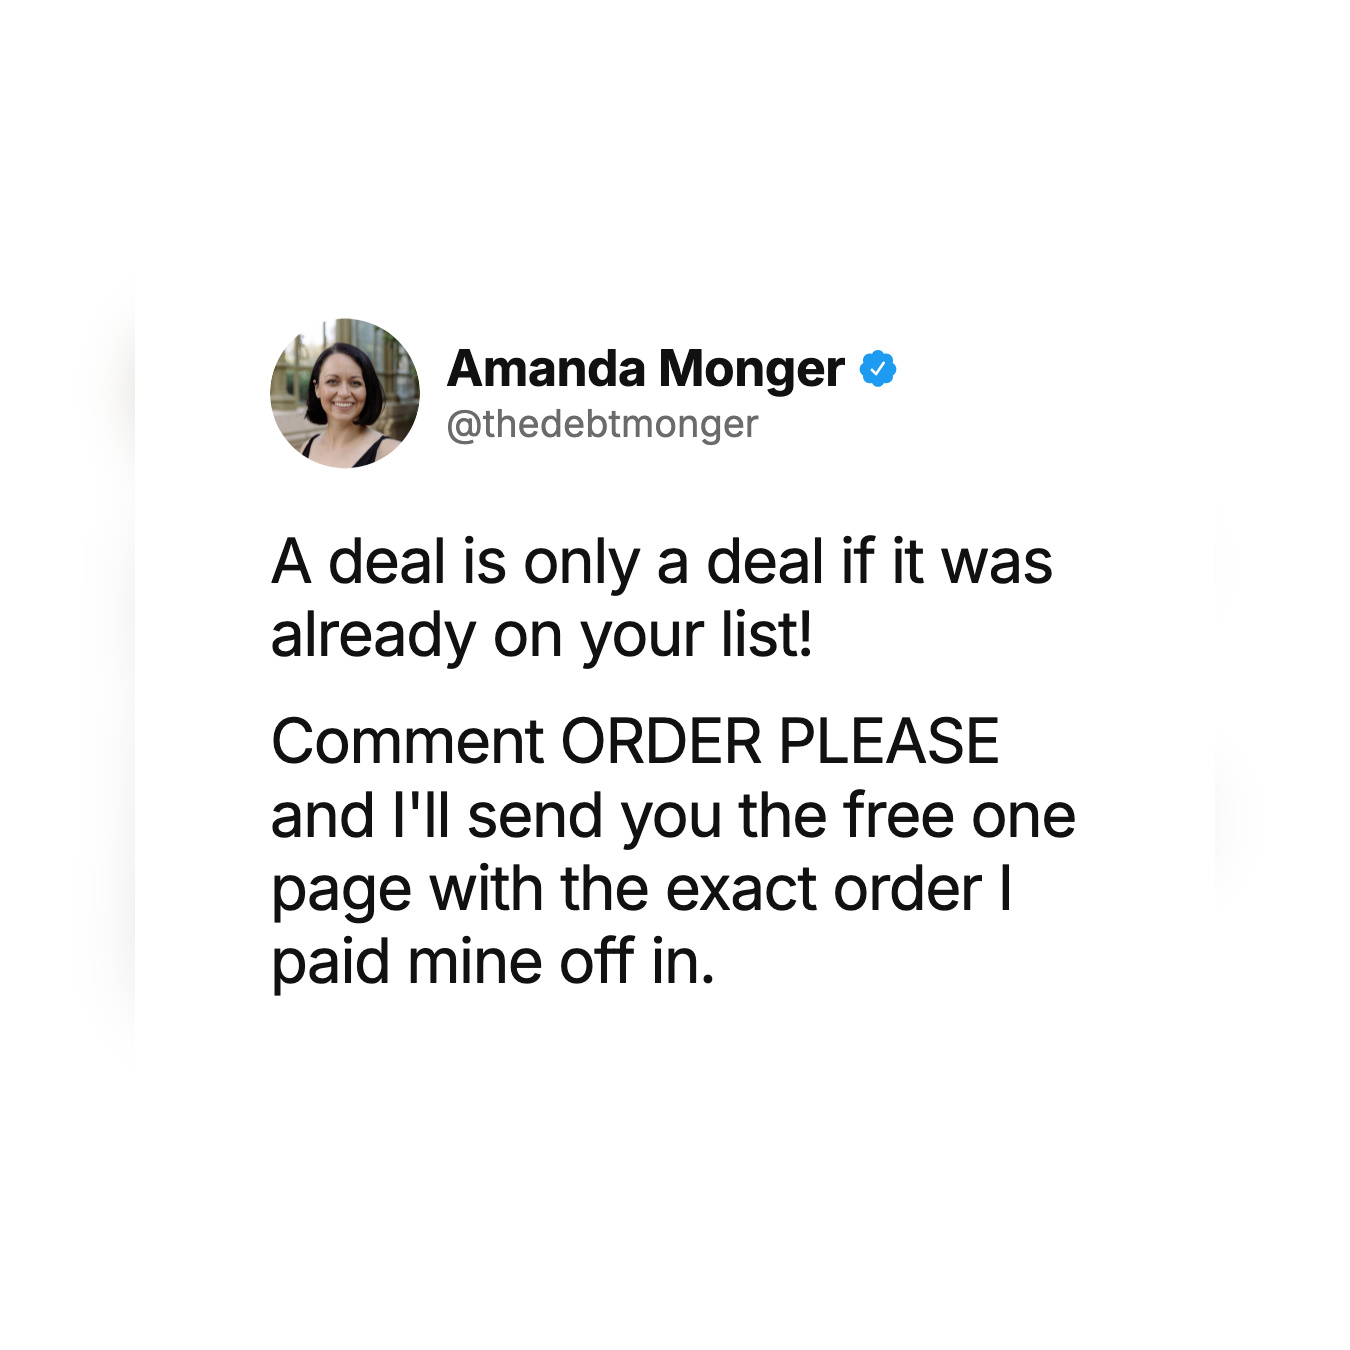 Amanda Monger
@thedebtmonger
A deal is only a deal if it was
already on your list!
Comment ORDER PLEASE
and I'll send you the free one
page with the exact order I
paid mine off in.